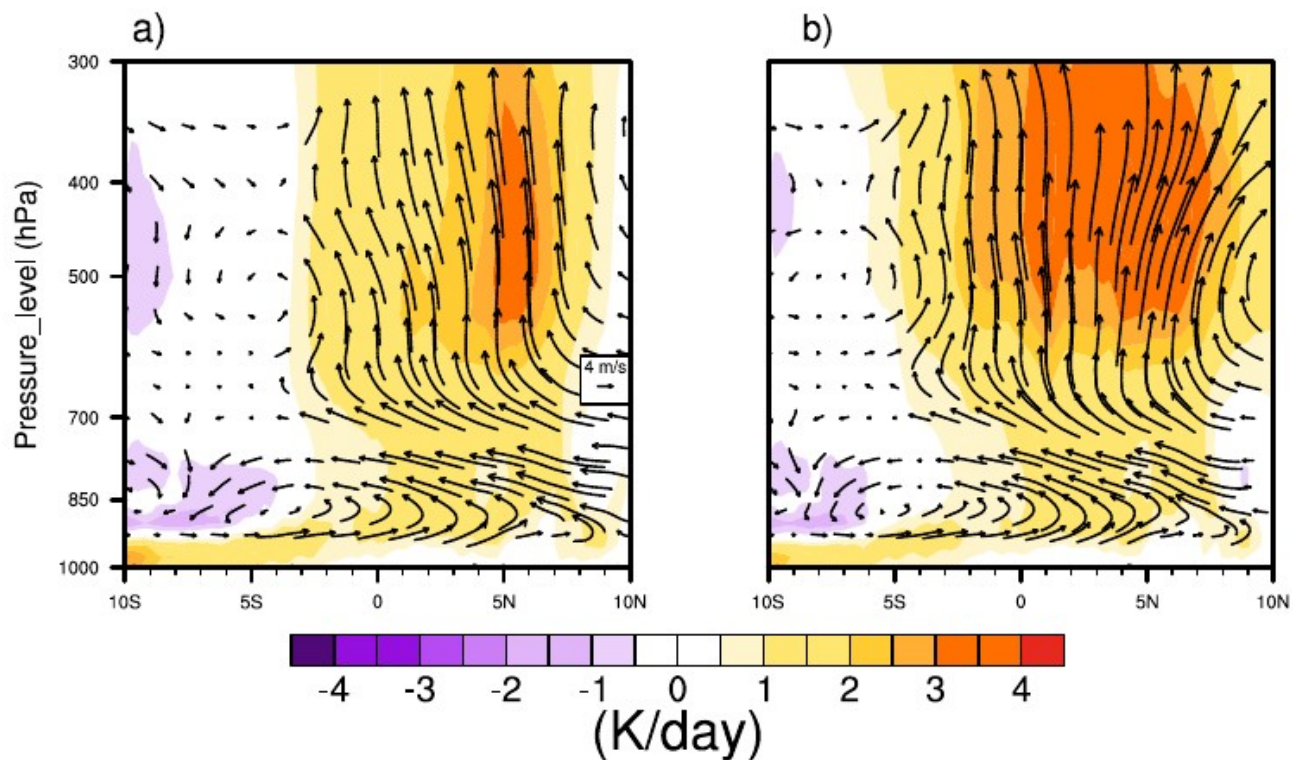 a)
b)
Pressure_level (hPa)
300
400
500
700
850
1000
4 m/s
10S 5S 0 5N 10N
10S 5S 0 5N 10N
-4 -3 -2 -1 0 1 2 3 4
(K/day)